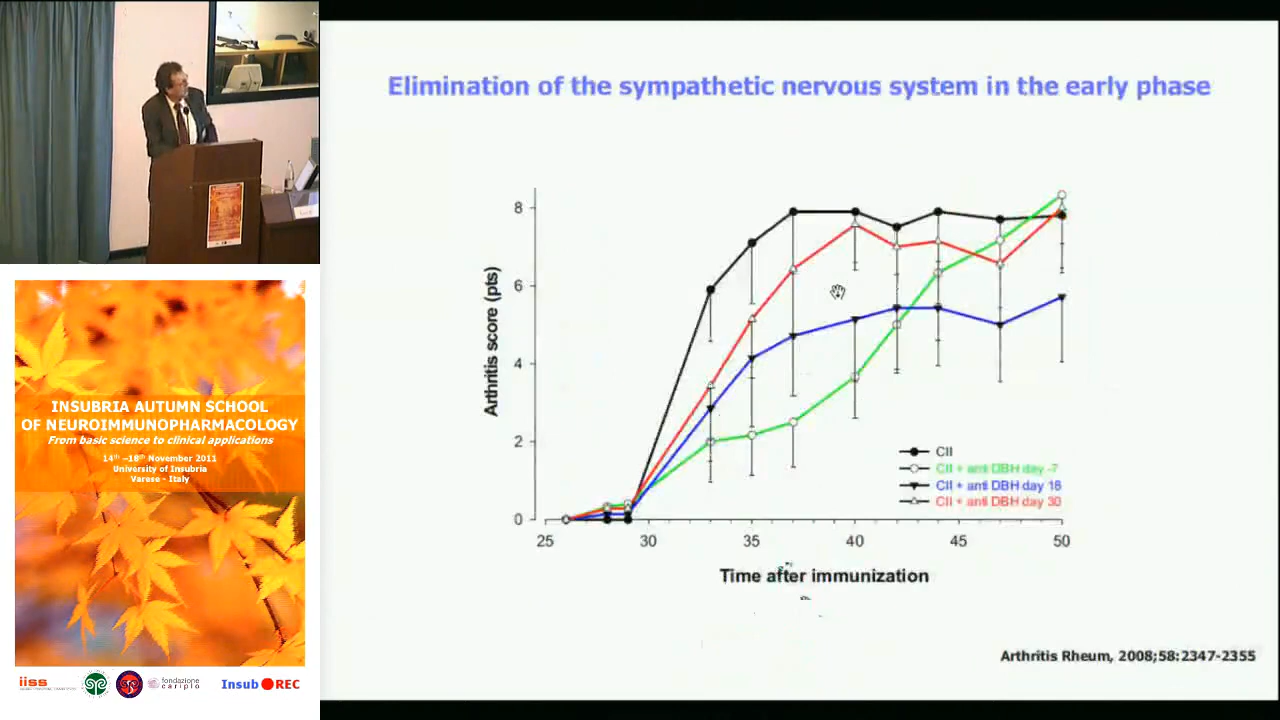 Elimination of the sympathetic nervous system in the early phase
Arthritis score (pts)
8
6
4
2
0
25
30
35
40
45
50
Time after immunization
CII
CII + anti DBH day -7
CII + anti DBH day 18
CII + anti DBH day 30
Arthritis Rheum, 2008;58:2347-2355
INSUBRIA AUTUMN SCHOOL
OF NEUROIMMUNOPHARMACOLOGY
From basic science to clinical applications
14th –18th November 2011
University of Insubria
Varese - Italy
iiss
fondazione
cariplo
Insub REC